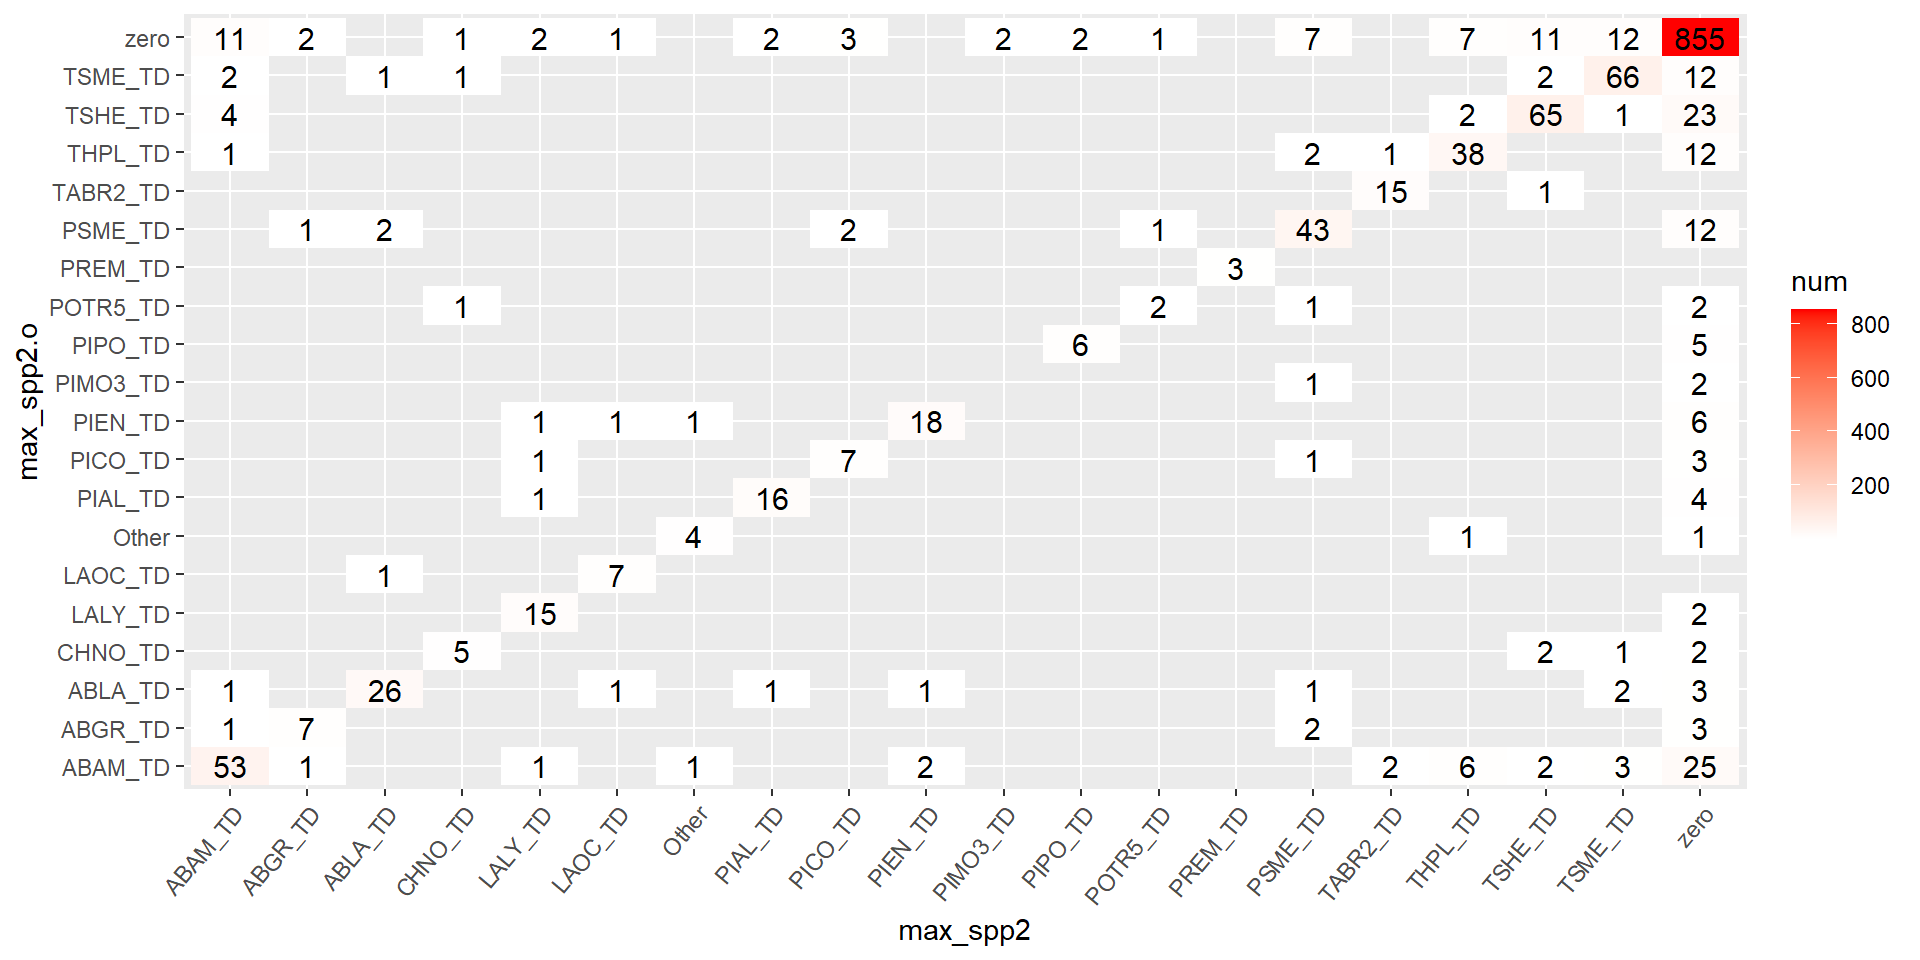 zero 11 2 1 2 1 2 3 2 2 1 7 7 11 12 855
TSME_TD 2 1 1 2 66 12
TSHE_TD 4 2 65 1 23
THPL_TD 1 2 1 38 12
TABR2_TD 15 1
PSME_TD 1 2 2 1 43 12
PREM_TD 3
POTR5_TD 1 2 1 2
PIPO_TD 6 5
PIMO3_TD 1 2
PIEN_TD 1 1 1 18 6
PICO_TD 1 7 1 3
PIAL_TD 1 16 4
Other 4 1 1
LAOC_TD 1 7
LALY_TD 15 2
CHNO_TD 5 2 1 2
ABLA_TD 1 26 1 1 1 1 2 3
ABGR_TD 1 7 2 3
ABAM_TD 53 1 1 1 2 2 6 2 3 25
ABAM_TD ABGR_TD ABLA_TD CHNO_TD LALY_TD LAOC_TD Other PIAL_TD PICO_TD PIEN_TD PIMO3_TD PIPO_TD POTR5_TD PREM_TD PSME_TD TABR2_TD THPL_TD TSHE_TD TSME_TD zero
max_spp2
max_spp2.o
num
800
600
400
200